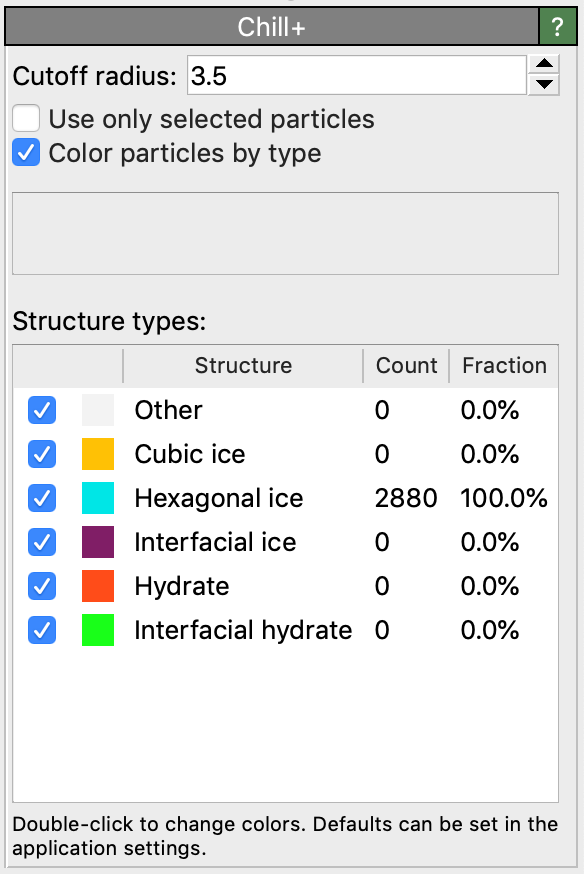 Chill+ ?
Cutoff radius: 3.5
Use only selected particles
Color particles by type
Structure types:
Structure Count Fraction
Other 0 0.0%
Cubic ice 0 0.0%
Hexagonal ice 2880 100.0%
Interfacial ice 0 0.0%
Hydrate 0 0.0%
Interfacial hydrate 0 0.0%
Double-click to change colors. Defaults can be set in the
application settings.